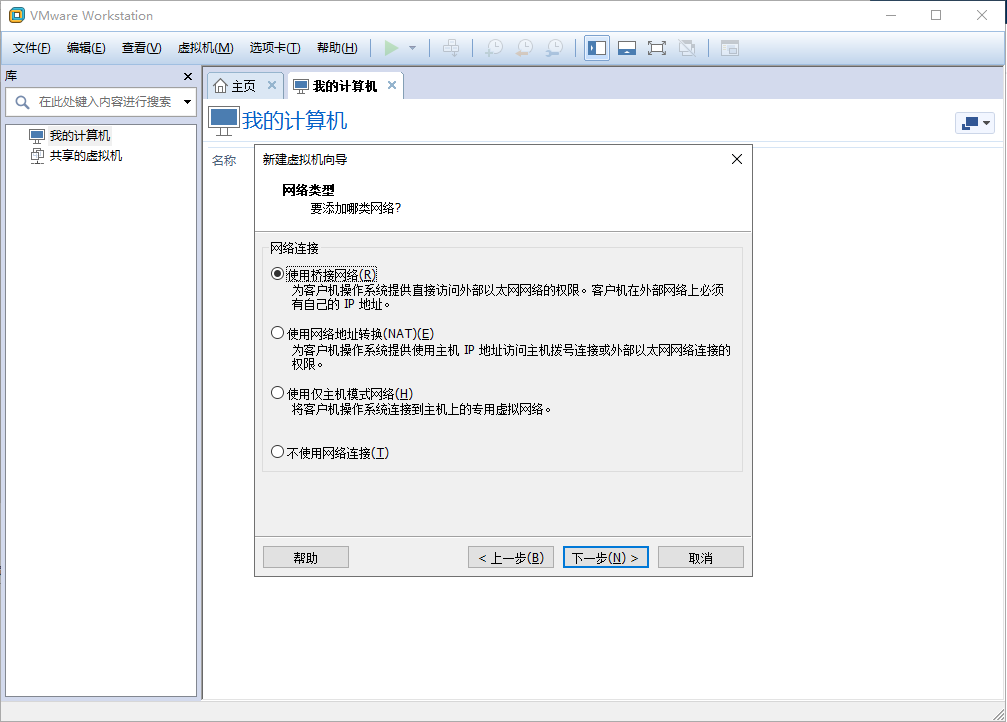 VMware Workstation
文件(F) 编辑(E) 查看(V) 虚拟机(M) 选项卡(T) 帮助(H)
库
在此处键入内容进行搜索
我的计算机
共享的虚拟机
主页 我的计算机
我的计算机
名称
新建虚拟机向导
网络类型
要添加哪类网络?
网络连接
使用桥接网络(R)
为客户机操作系统提供直接访问外部以太网网络的权限。客户机在外部网络上必须
有自己的 IP 地址。
使用网络地址转换(NAT)(E)
为客户机操作系统提供使用主机 IP 地址访问主机拨号连接或外部以太网网络连接的
权限。
使用仅主机模式网络(H)
将客户机操作系统连接到主机上的专用虚拟网络。
不使用网络连接(T)
帮助 < 上一步(B) 下一步(N) > 取消